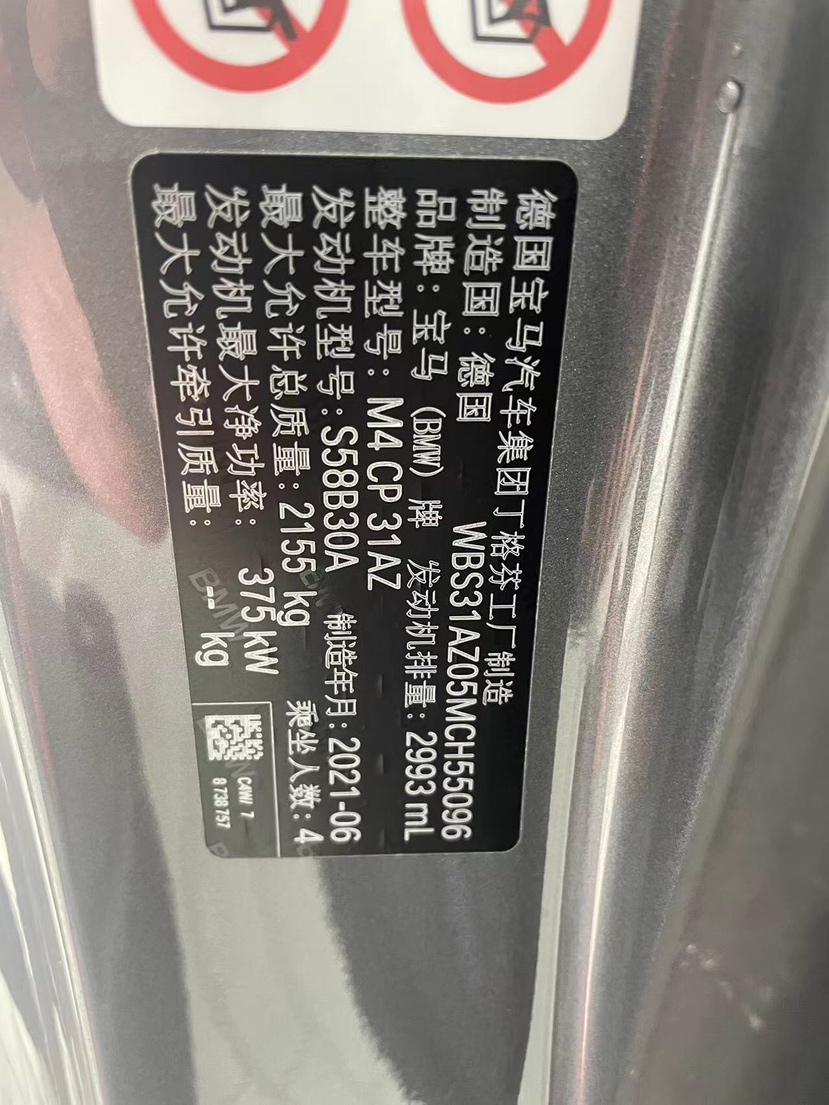 德国宝马汽车集团丁格芬工厂制造
制造国：德国 WBS31AZ05MCH55096
品牌：宝马 (BMW) 牌 发动机排量：2993 mL
整车型号：M4 CP 31AZ
发动机型号：S58B30A 制造年月：2021-06
最大允许总质量：2155 kg 乘坐人数：4
发动机最大净功率：375 kW
最大允许牵引质量：-- kg
CAWI 7
8 738 757